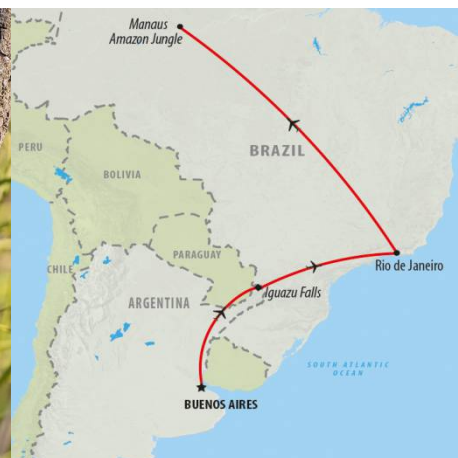 Manaus
Amazon Jungle
BRAZIL
PERU
BOLIVIA
PARAGUAY
CHILE
Rio de Janeiro
Iguazu Falls
ARGENTINA
SOUTH ATLANTIC
OCEAN
BUENOS AIRES